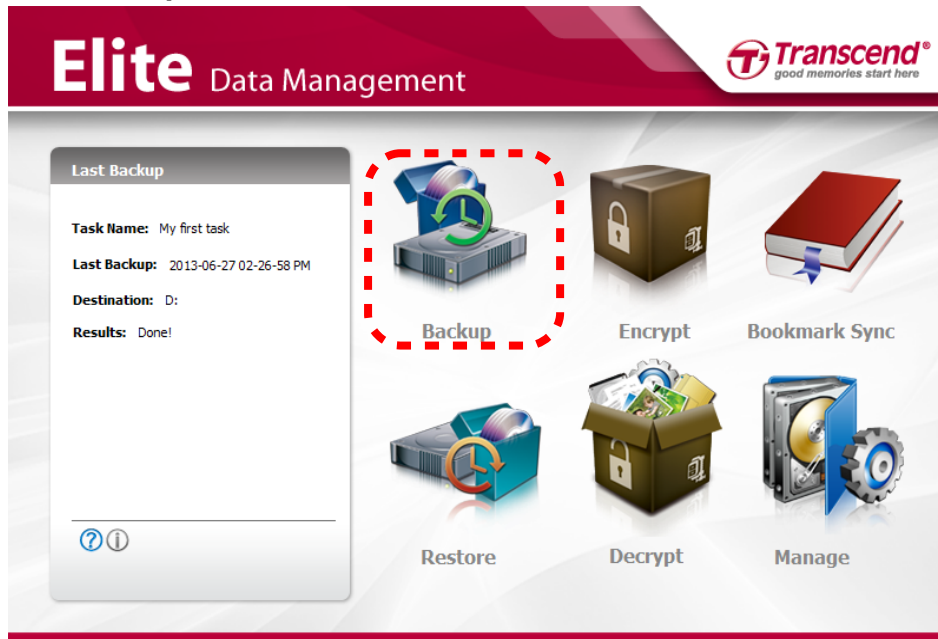 Elite Data Management
Transcend®
good memories start here
Last Backup
Task Name: My first task
Last Backup: 2013-06-27 02-26-58 PM
Destination: D:
Results: Done!
Backup
Encrypt
Bookmark Sync
Restore
Decrypt
Manage